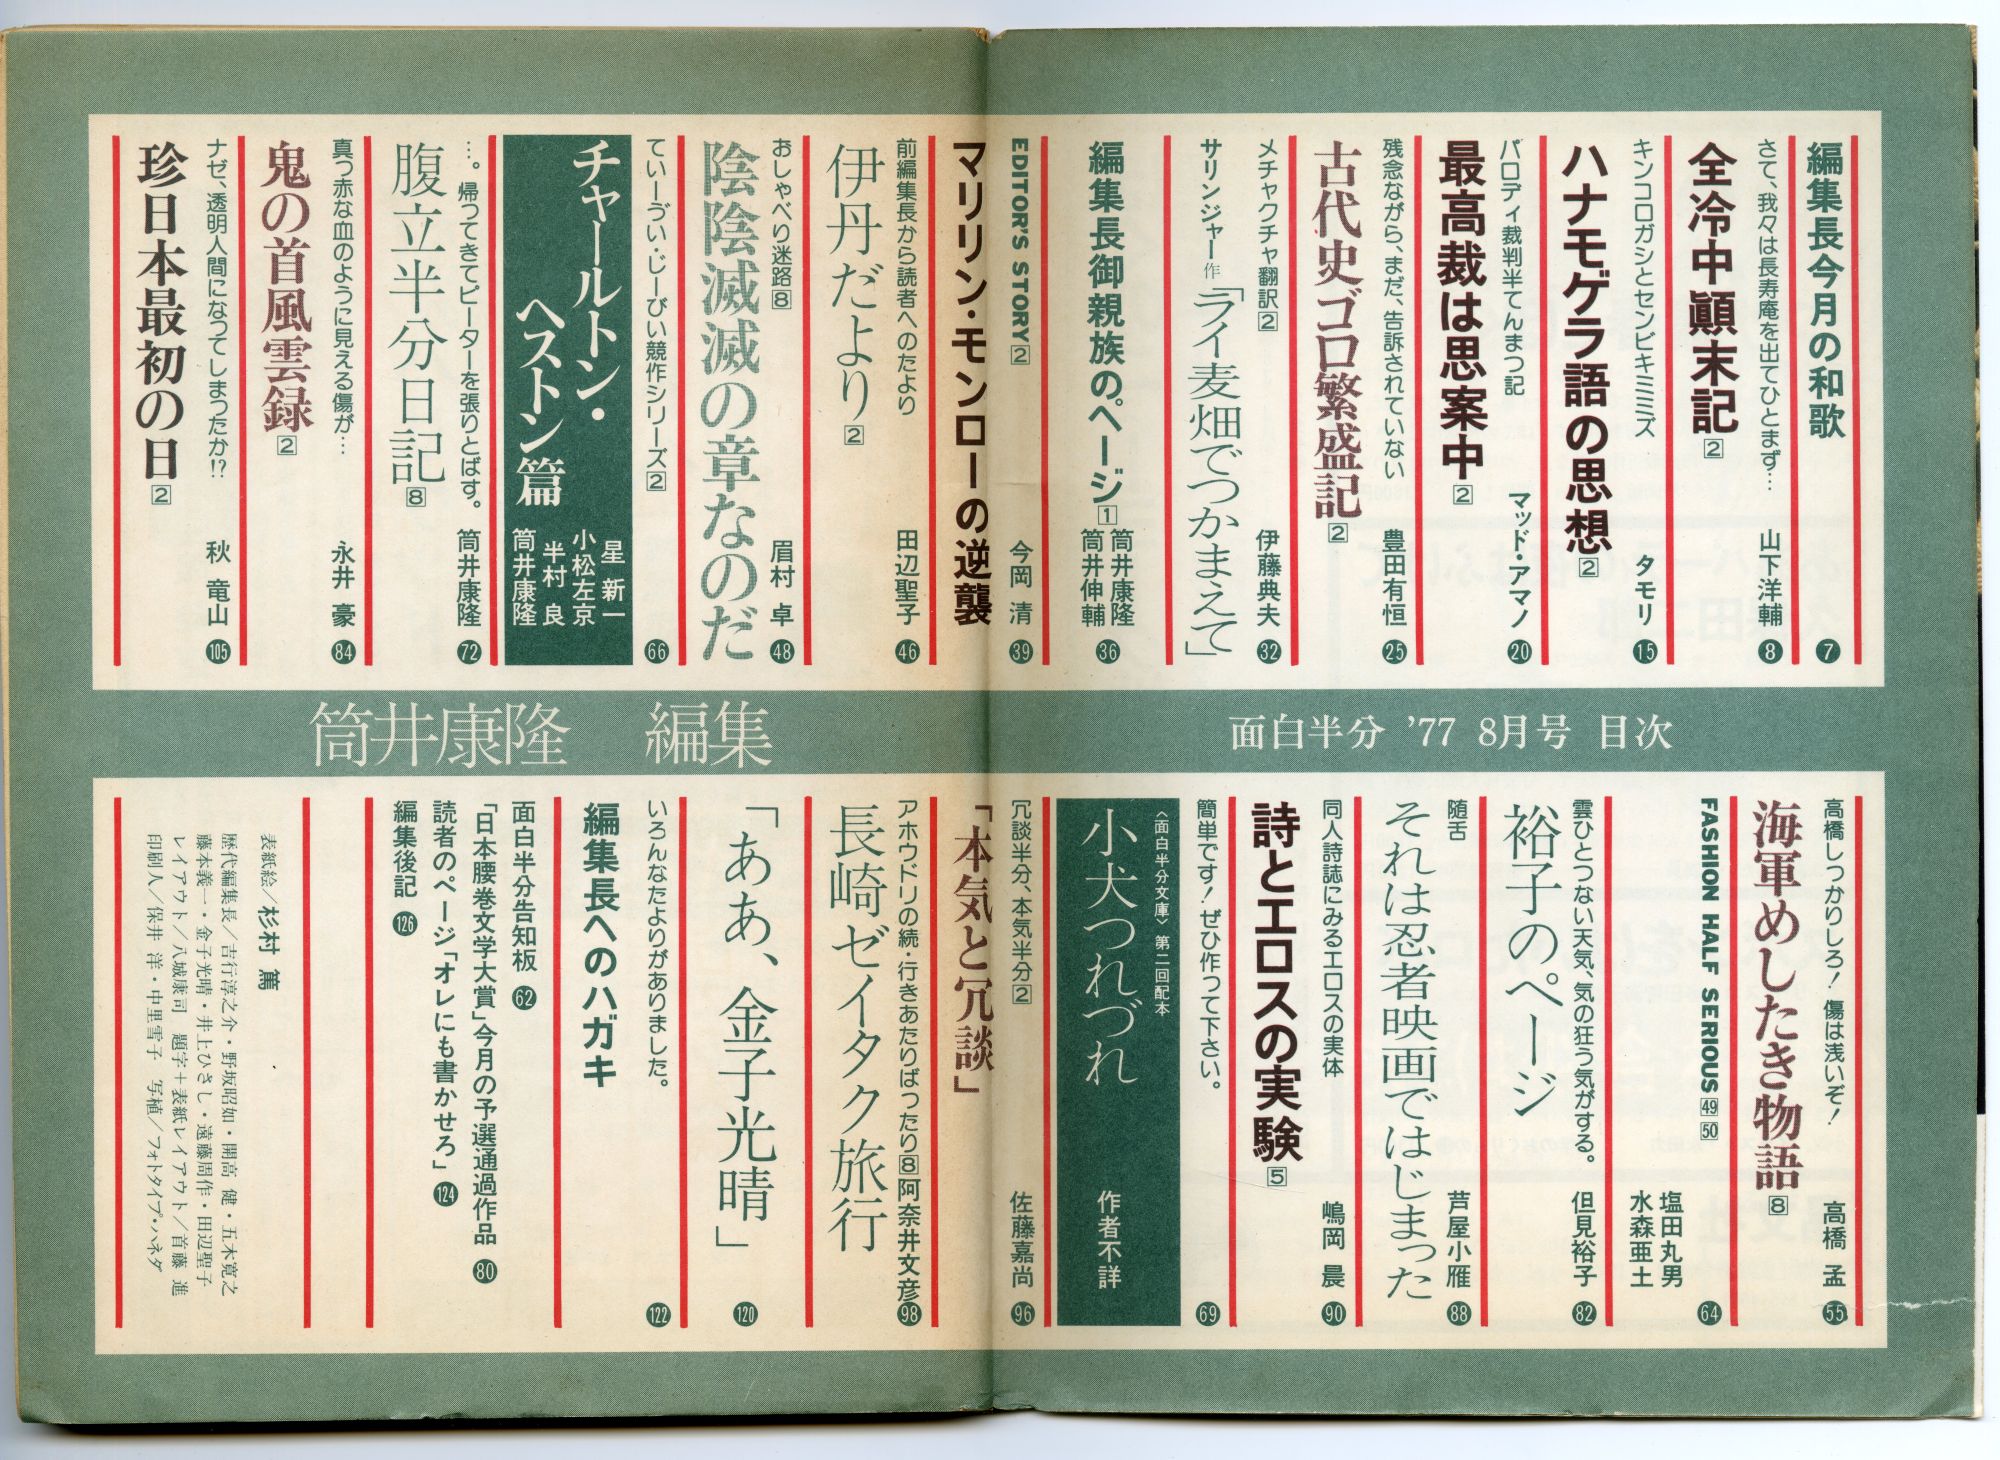 編集長今月の和歌
7
さて、我々は長寿庵を出てひとまず…
全冷中顚末記 2
山下洋輔 8
キンコロガシとセンビキミミズ
ハナモゲラ語の思想 2
タモリ 15
パロディ裁判半てんまつ記
最高裁は思案中 2
マッド・アマノ 20
残念ながら、まだ、告訴されていない
古代史ゴロ繁盛記 2
豊田有恒 25
メチャクチャ翻訳 2
サリンジャー作「ライ麦畑でつかまえて」
伊藤典夫 32
編集長御親族のページ 1
筒井康隆
筒井伸輔
36
EDITOR'S STORY 2
マリリン・モンローの逆襲
今岡 清 39
前編集長から読者へのたより
伊丹だより 2
田辺聖子 46
おしゃべり迷路 8
陰陰滅滅の章なのだ
眉村 卓 48
てぃーゔぃ・じーびい競作シリーズ 2
チャールトン・
ヘストン篇
星 新一
小松左京
半村 良
筒井康隆
66
…。帰つてきてピーターを張りとばす。
腹立半分日記 8
筒井康隆 72
真つ赤な血のように見える傷が…
鬼の首風雲録 2
永井 豪 84
ナゼ、透明人間になつてしまつたか!?
珍日本最初の日 2
秋 竜山 105
面白半分 '77 8月号 目次
筒井康隆 編集
高橋しっかりしろ! 傷は浅いぞ!
海軍めしたき物語 8
高橋 孟 55
FASHION HALF SERIOUS 49 50
塩田丸男
水森亜土
64
雲ひとつない天気、気の狂う気がする。
裕子のページ
但見裕子 82
随舌
それは忍者映画ではじまった
芦屋小雁 88
同人詩誌にみるエロスの実体
詩とエロスの実験 5
嶋岡 晨 90
簡単です! ぜひ作って下さい。
69
〈面白半分文庫〉第二回配本
小犬つれづれ
作者不詳
冗談半分、本気半分 2
「本気と冗談」
佐藤嘉尚 96
アホウドリの続・行きあたりばったり 8
長崎ゼイタク旅行
阿奈井文彦 98
「ああ、金子光晴」
120
いろんなたよりがありました。
編集長へのハガキ
122
面白半分告知板 62
「日本腰巻文学大賞」今月の予選通過作品 80
読者のページ「オレにも書かせろ」 124
編集後記 126
表紙絵/杉村 篤
歴代編集長/吉行淳之介・野坂昭如・開高 健・五木寛之
藤本義一・金子光晴・井上ひさし・遠藤周作・田辺聖子
レイアウト/八城康司 題字+表紙レイアウト/首藤 進
印刷人/保井 洋・中里雪子 写植/フォトタイプ・ハネダ